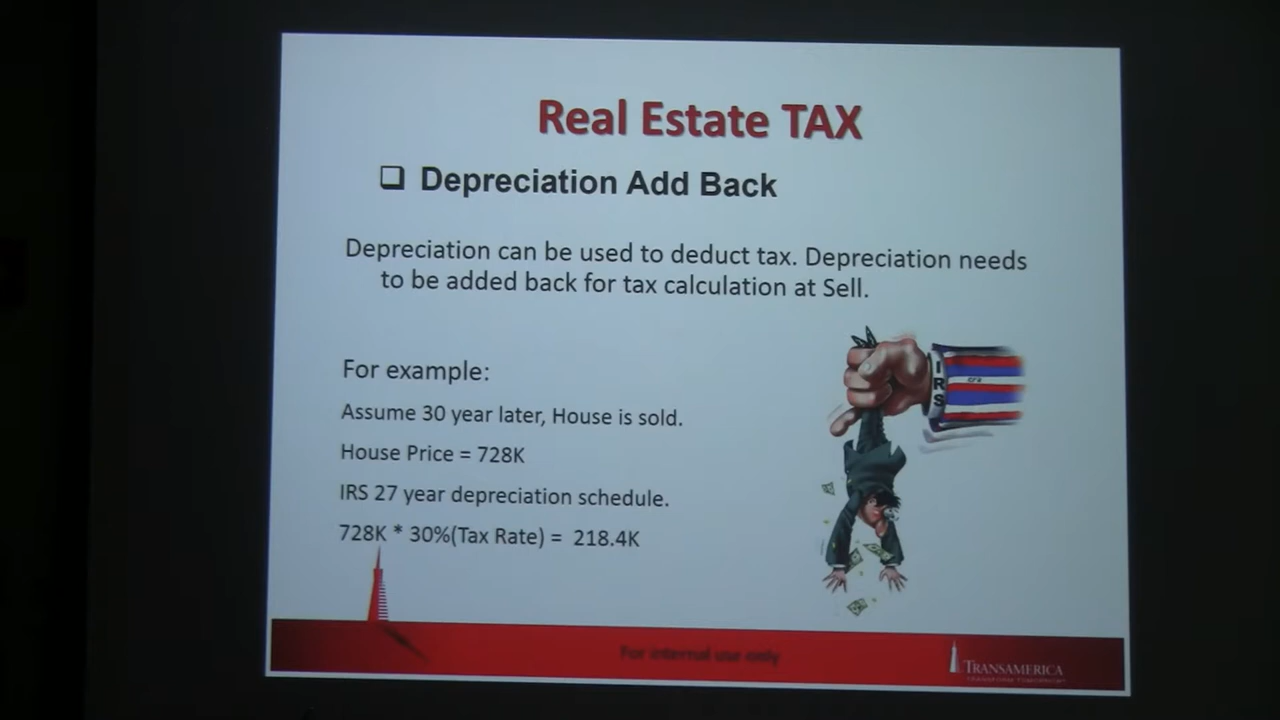 Real Estate TAX
❑ Depreciation Add Back
Depreciation can be used to deduct tax. Depreciation needs
to be added back for tax calculation at Sell.
For example:
Assume 30 year later, House is sold.
House Price = 728K
IRS 27 year depreciation schedule.
728K * 30%(Tax Rate) = 218.4K
IRS
For internal use only
TRANSAMERICA